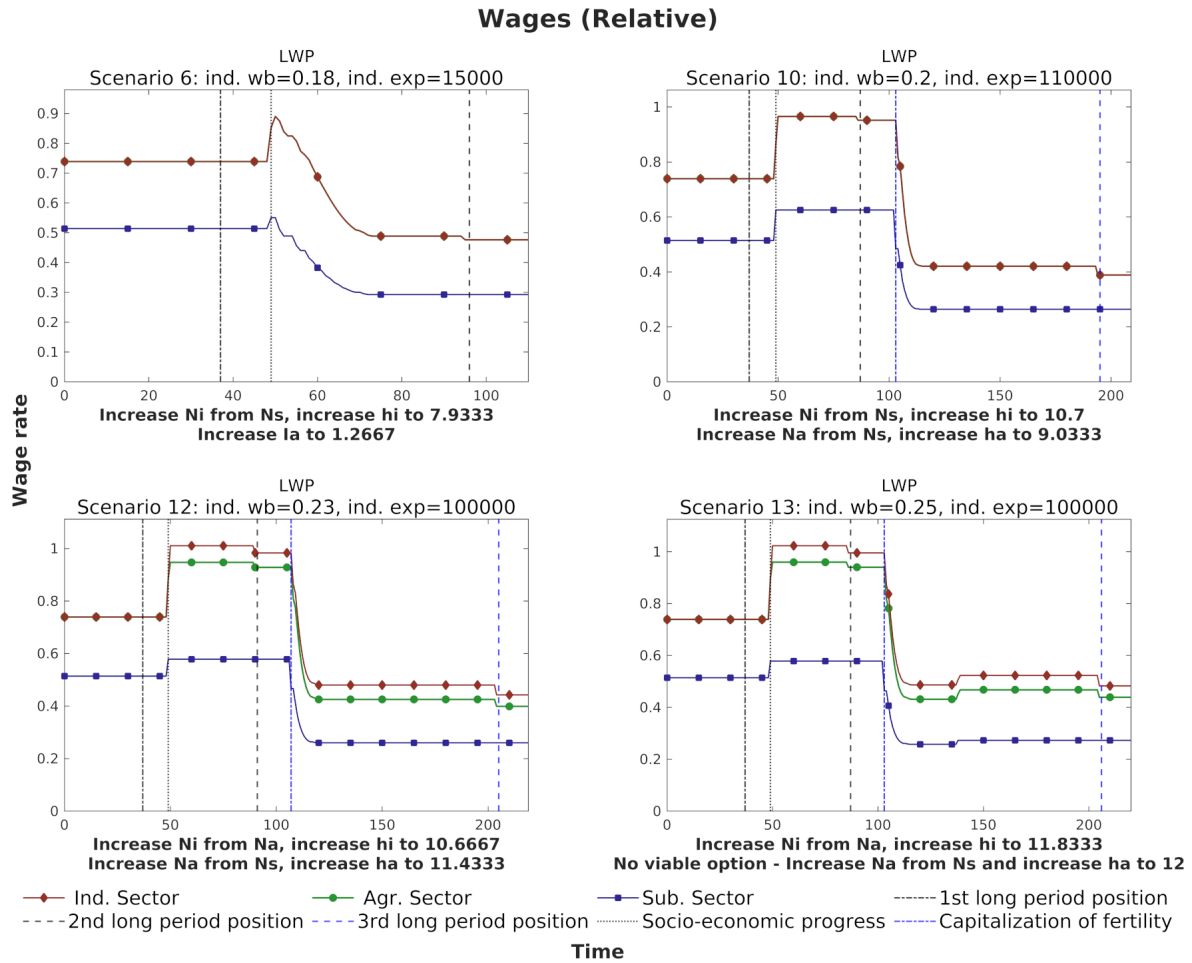 Wages (Relative)
LWP
Scenario 6: ind. wb=0.18, ind. exp=15000
0.9
0.8
0.7
0.6
0.5
0.4
0.3
0.2
0.1
0
0
20
40
60
80
100
Increase Ni from Ns, increase hi to 7.9333
Increase Ia to 1.2667
LWP
Scenario 10: ind. wb=0.2, ind. exp=110000
1
0.8
0.6
0.4
0.2
0
0
50
100
150
200
Increase Ni from Ns, increase hi to 10.7
Increase Na from Ns, increase ha to 9.0333
Wage rate
LWP
Scenario 12: ind. wb=0.23, ind. exp=100000
1
0.8
0.6
0.4
0.2
0
0
50
100
150
200
Increase Ni from Na, increase hi to 10.6667
Increase Na from Ns, increase ha to 11.4333
LWP
Scenario 13: ind. wb=0.25, ind. exp=100000
1
0.8
0.6
0.4
0.2
0
0
50
100
150
200
Increase Ni from Na, increase hi to 11.8333
No viable option - Increase Na from Ns and increase ha to 12
Ind. Sector
Agr. Sector
Sub. Sector
1st long period position
2nd long period position
3rd long period position
Socio-economic progress
Capitalization of fertility
Time